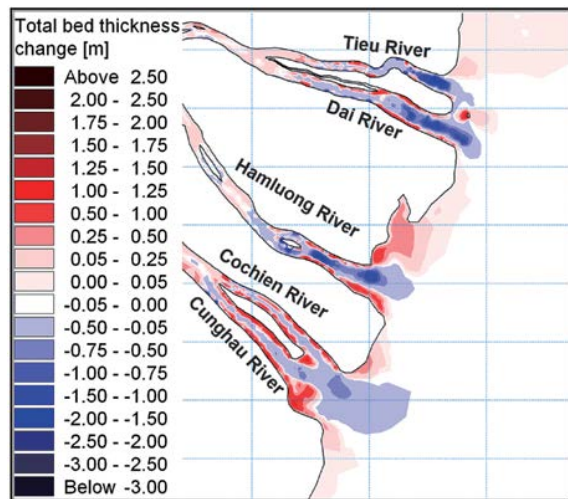 Total bed thickness
change [m]
Above 2.50
2.00 - 2.50
1.75 - 2.00
1.50 - 1.75
1.25 - 1.50
1.00 - 1.25
0.50 - 1.00
0.25 - 0.50
0.05 - 0.25
0.00 - 0.05
-0.05 - 0.00
-0.50 - -0.05
-0.75 - -0.50
-1.00 - -0.75
-1.50 - -1.00
-2.00 - -1.50
-2.50 - -2.00
-3.00 - -2.50
Below -3.00
Tieu River
Dai River
Hamluong River
Cochien River
Cunghau River